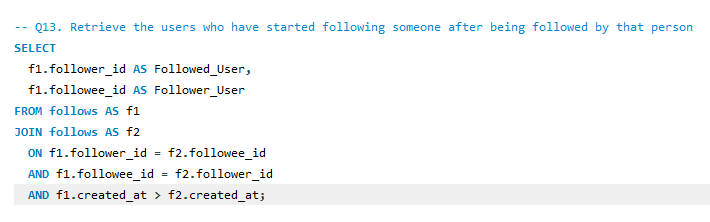 -- Q13. Retrieve the users who have started following someone after being followed by that person
SELECT
  f1.follower_id AS Followed_User,
  f1.followee_id AS Follower_User
FROM follows AS f1
JOIN follows AS f2
  ON f1.follower_id = f2.followee_id
  AND f1.followee_id = f2.follower_id
  AND f1.created_at > f2.created_at;